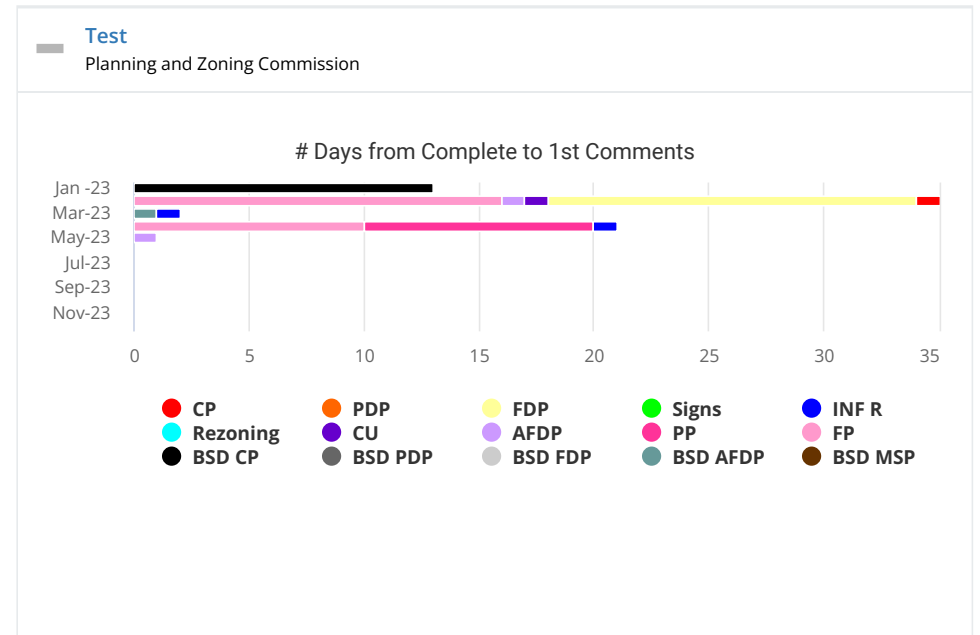 Test
Planning and Zoning Commission
# Days from Complete to 1st Comments
Jan -23
Mar-23
May-23
Jul-23
Sep-23
Nov-23
0 5 10 15 20 25 30 35
CP PDP FDP Signs INF R
Rezoning CU AFDP PP FP
BSD CP BSD PDP BSD FDP BSD AFDP BSD MSP